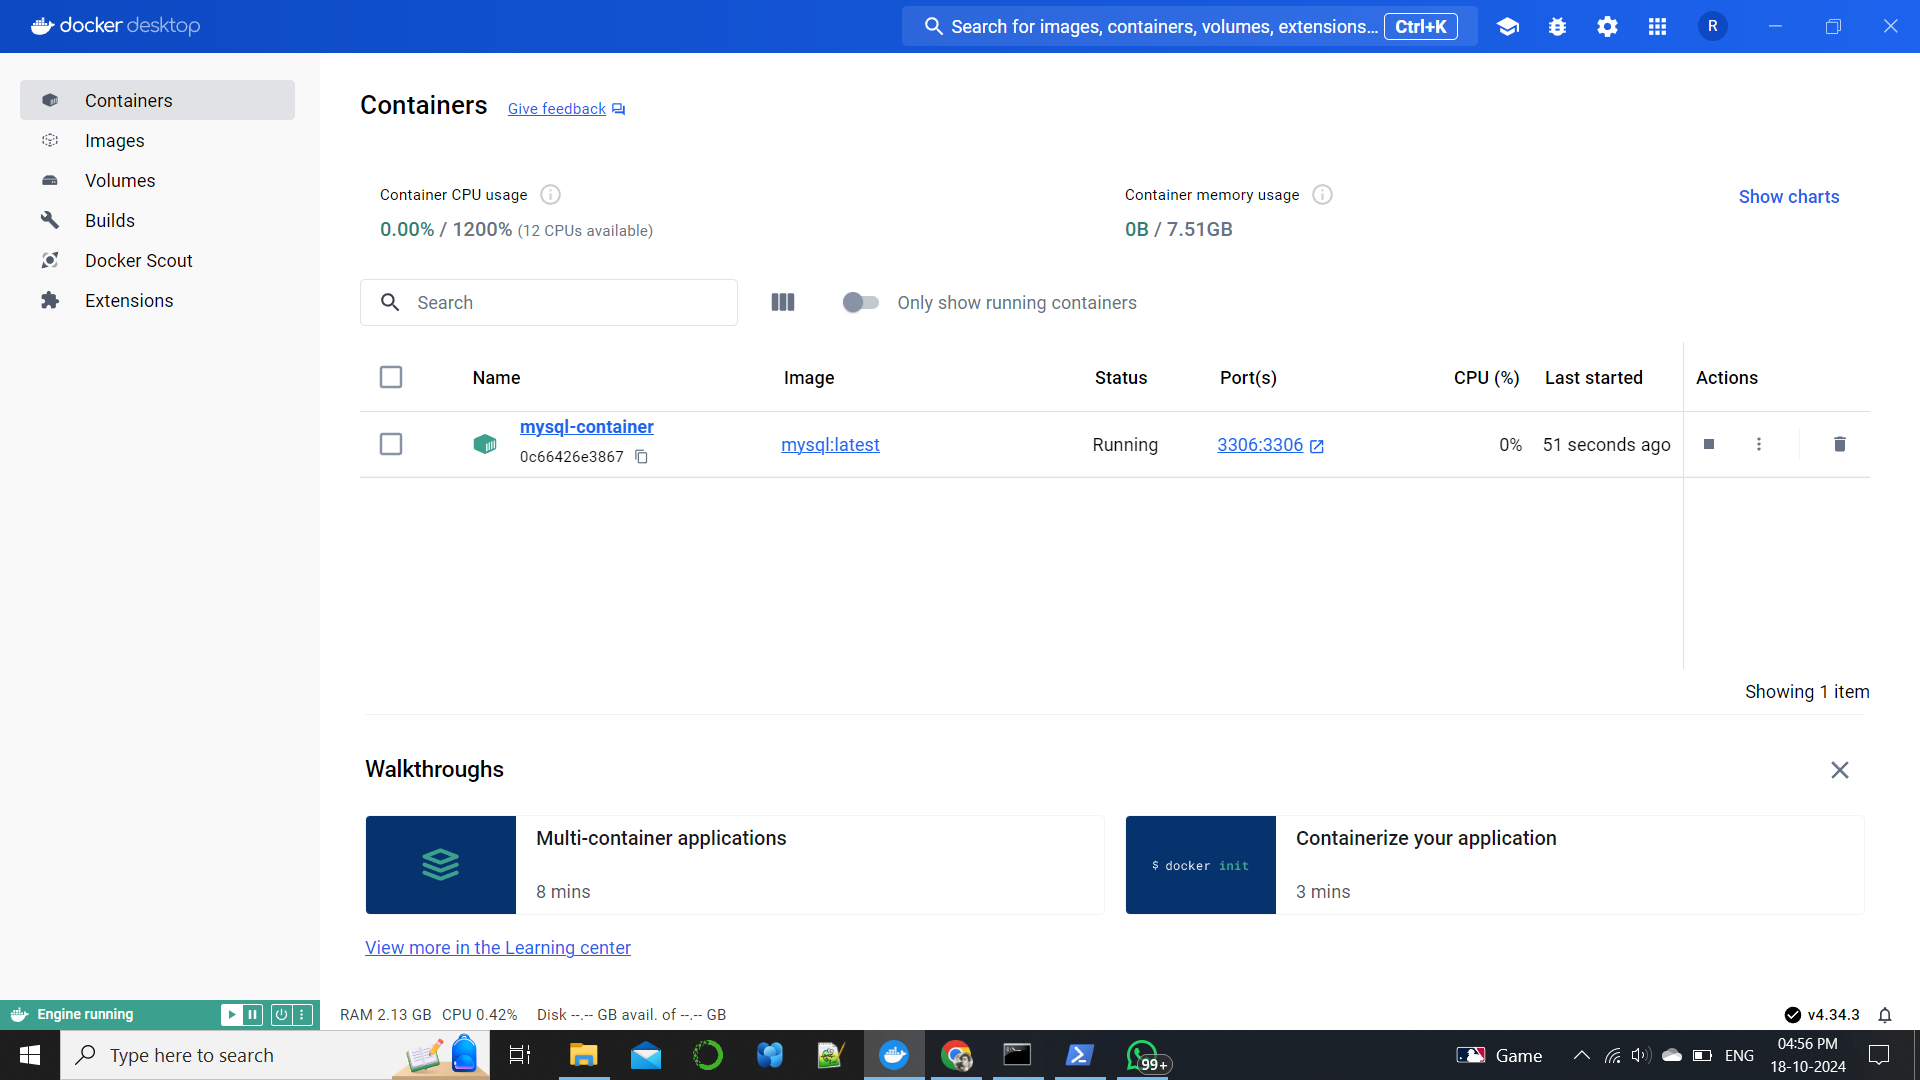 docker desktop
Search for images, containers, volumes, extensions... Ctrl+K
R
Containers
Images
Volumes
Builds
Docker Scout
Extensions
Containers Give feedback
Container CPU usage
0.00% / 1200% (12 CPUs available)
Container memory usage
0B / 7.51GB
Show charts
Search
Only show running containers
Name Image Status Port(s) CPU (%) Last started Actions
mysql-container
0c66426e3867
mysql:latest Running 3306:3306 0% 51 seconds ago
Showing 1 item
Walkthroughs
Multi-container applications
8 mins
$ docker init
Containerize your application
3 mins
View more in the Learning center
Engine running
RAM 2.13 GB CPU 0.42% Disk --.-- GB avail. of --.-- GB
v4.34.3
Type here to search
99+
Game
ENG
04:56 PM
18-10-2024